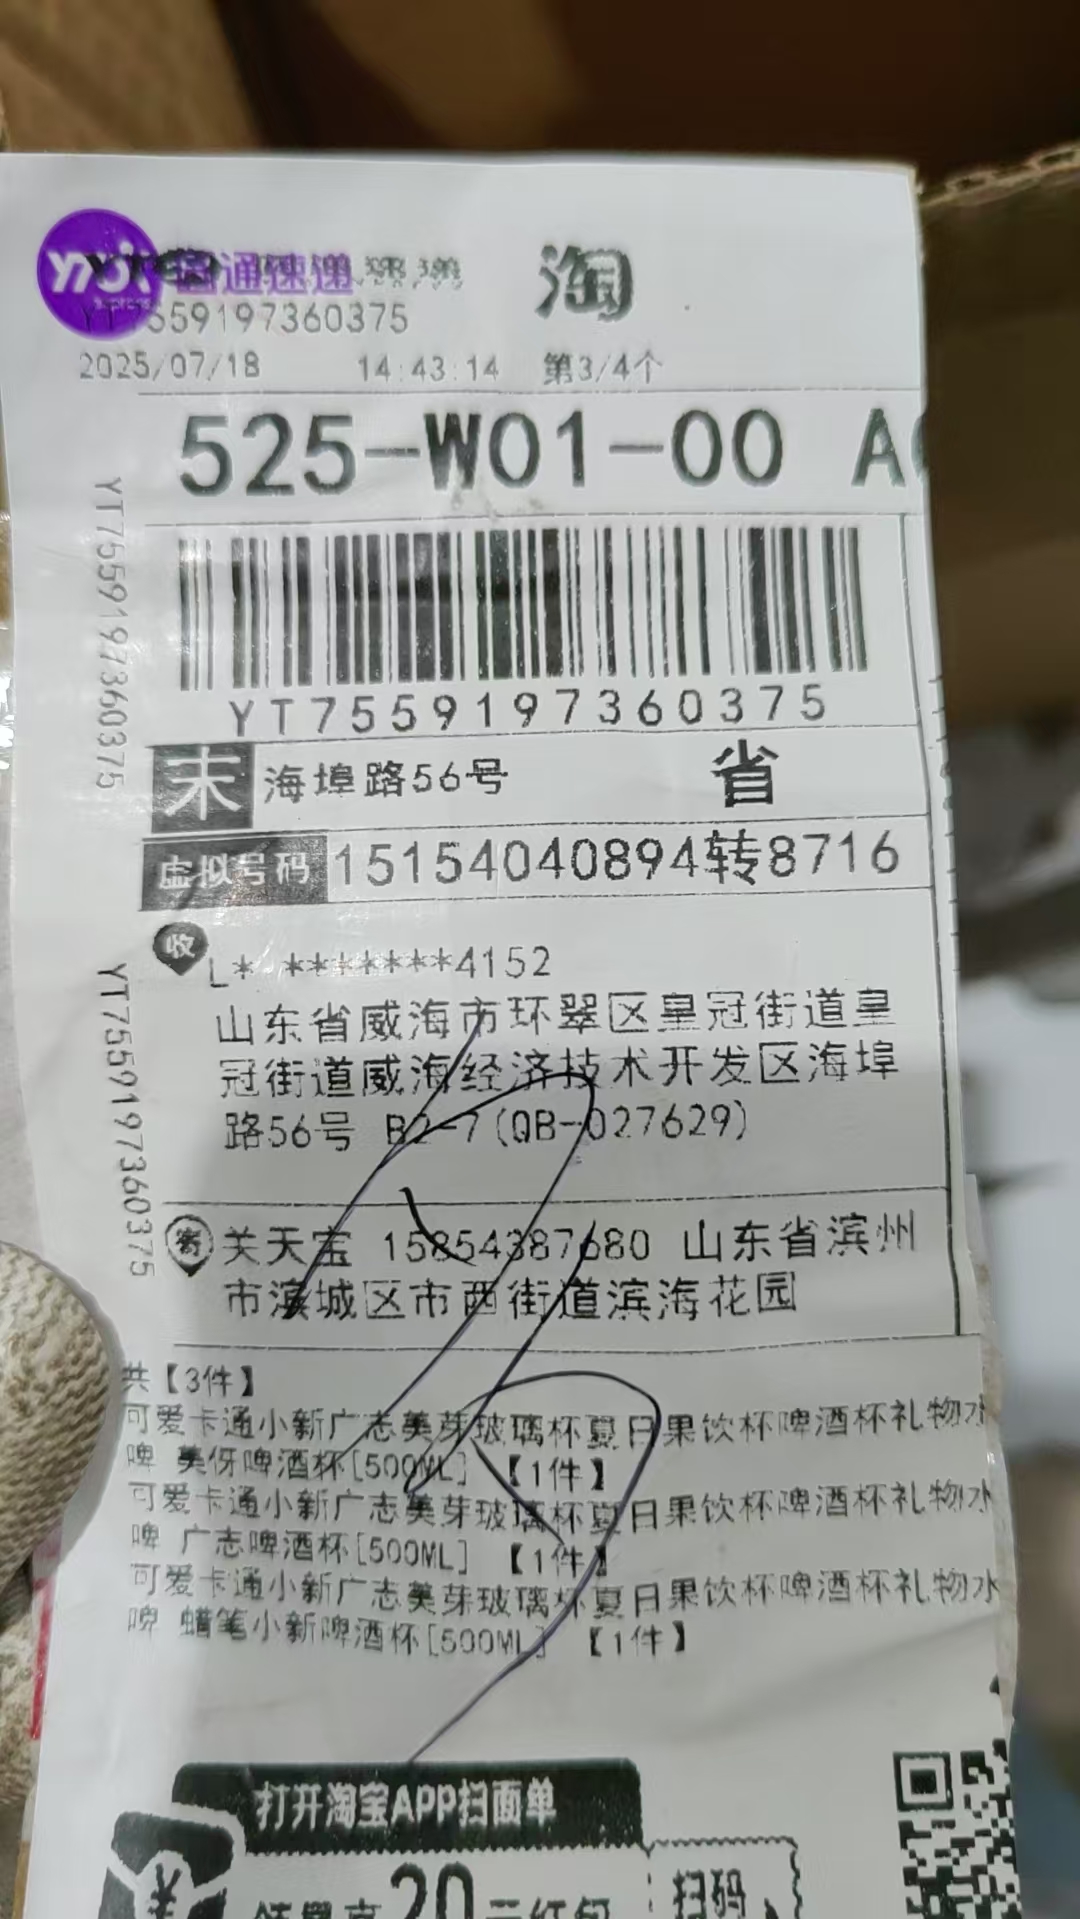 圆通速递
淘
YT7559197360375
2025/07/18 14:43:14 第3/4个
525-W01-00 A
YT7559197360375
YT7559197360375
末 海埠路56号 省
虚拟号码 15154040894转8716
YT7559197360375
L* *******4152
山东省威海市环翠区皇冠街道皇
冠街道威海经济技术开发区海埠
路56号 B2-7(QB-027629)
寄 关天宝 15854387680 山东省滨州
市滨城区市西街道滨海花园
共【3件】
可爱卡通小新广志美芽玻璃杯夏日果饮杯啤酒杯礼物水
啤 美伢啤酒杯[500ML] 【1件】
可爱卡通小新广志美芽玻璃杯夏日果饮杯啤酒杯礼物水
啤 广志啤酒杯[500ML] 【1件】
可爱卡通小新广志美芽玻璃杯夏日果饮杯啤酒杯礼物水
啤 蜡笔小新啤酒杯[500ML] 【1件】
打开淘宝APP扫面单
20元红包
扫码